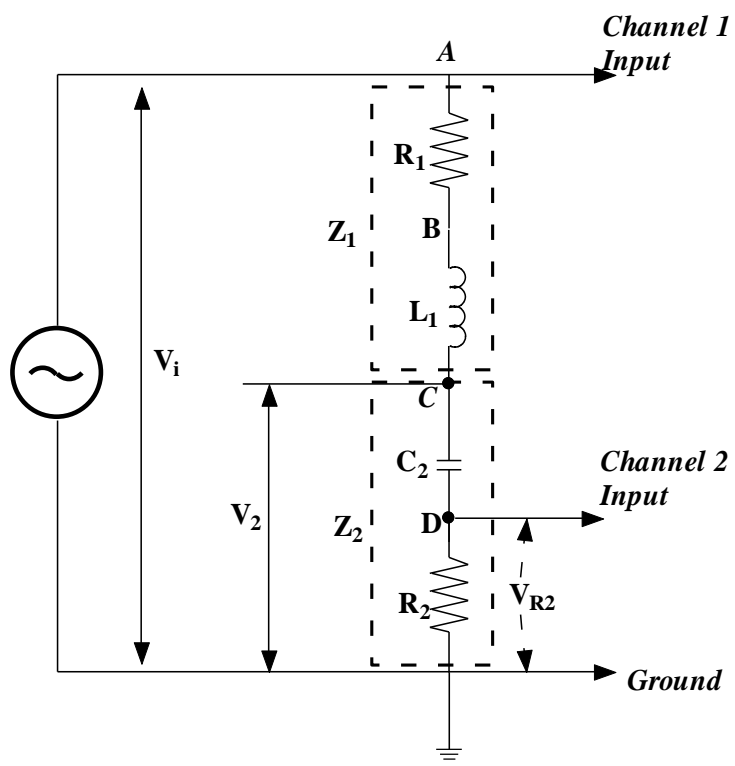 Channel 1
Input
A
R1
Z1
B
L1
Vi
C
C2
Channel 2
Input
V2
Z2
D
R2
VR2
Ground